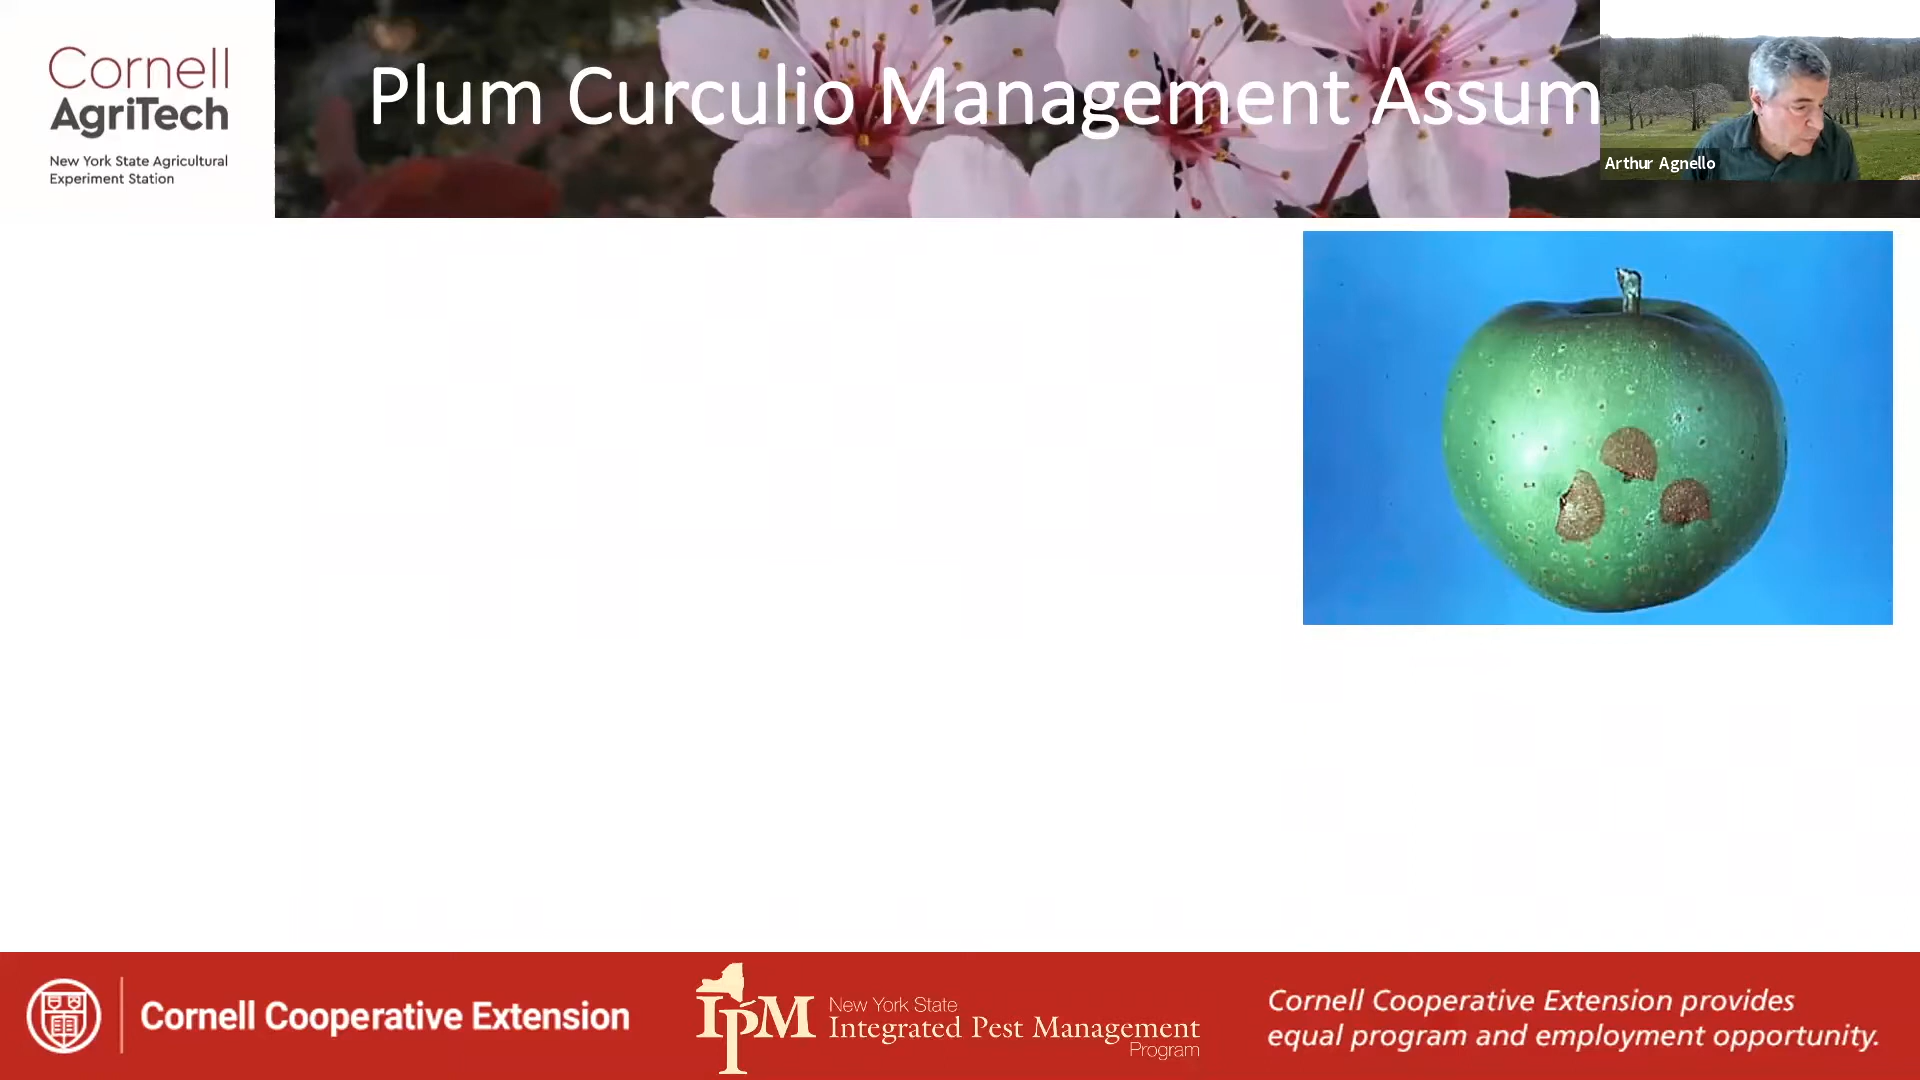 Cornell
AgriTech
New York State Agricultural
Experiment Station
Plum Curculio Management Assum
Arthur Agnello
Cornell Cooperative Extension
IPM
New York State
Integrated Pest Management
Program
Cornell Cooperative Extension provides
equal program and employment opportunity.